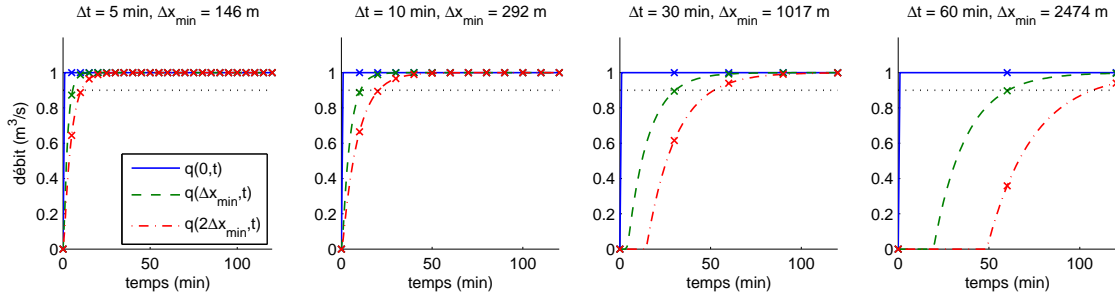 Δt = 5 min, Δx_min = 146 m
débit (m³/s)
1
0.8
0.6
0.4
0.2
0
0 50 100
temps (min)
q(0,t)
q(Δx_min,t)
q(2Δx_min,t)
Δt = 10 min, Δx_min = 292 m
1
0.8
0.6
0.4
0.2
0
0 50 100
temps (min)
Δt = 30 min, Δx_min = 1017 m
1
0.8
0.6
0.4
0.2
0
0 50 100
temps (min)
Δt = 60 min, Δx_min = 2474 m
1
0.8
0.6
0.4
0.2
0
0 50 100
temps (min)